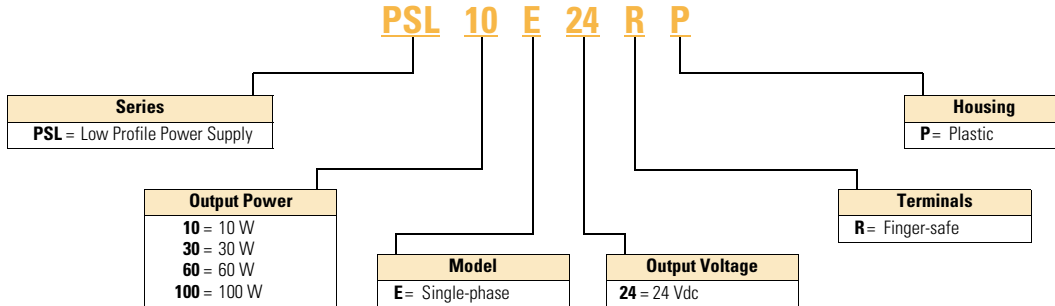 PSL 10 E 24 R P
Series
PSL = Low Profile Power Supply
Housing
P = Plastic
Output Power
10 = 10 W
30 = 30 W
60 = 60 W
100 = 100 W
Terminals
R = Finger-safe
Model
E = Single-phase
Output Voltage
24 = 24 Vdc